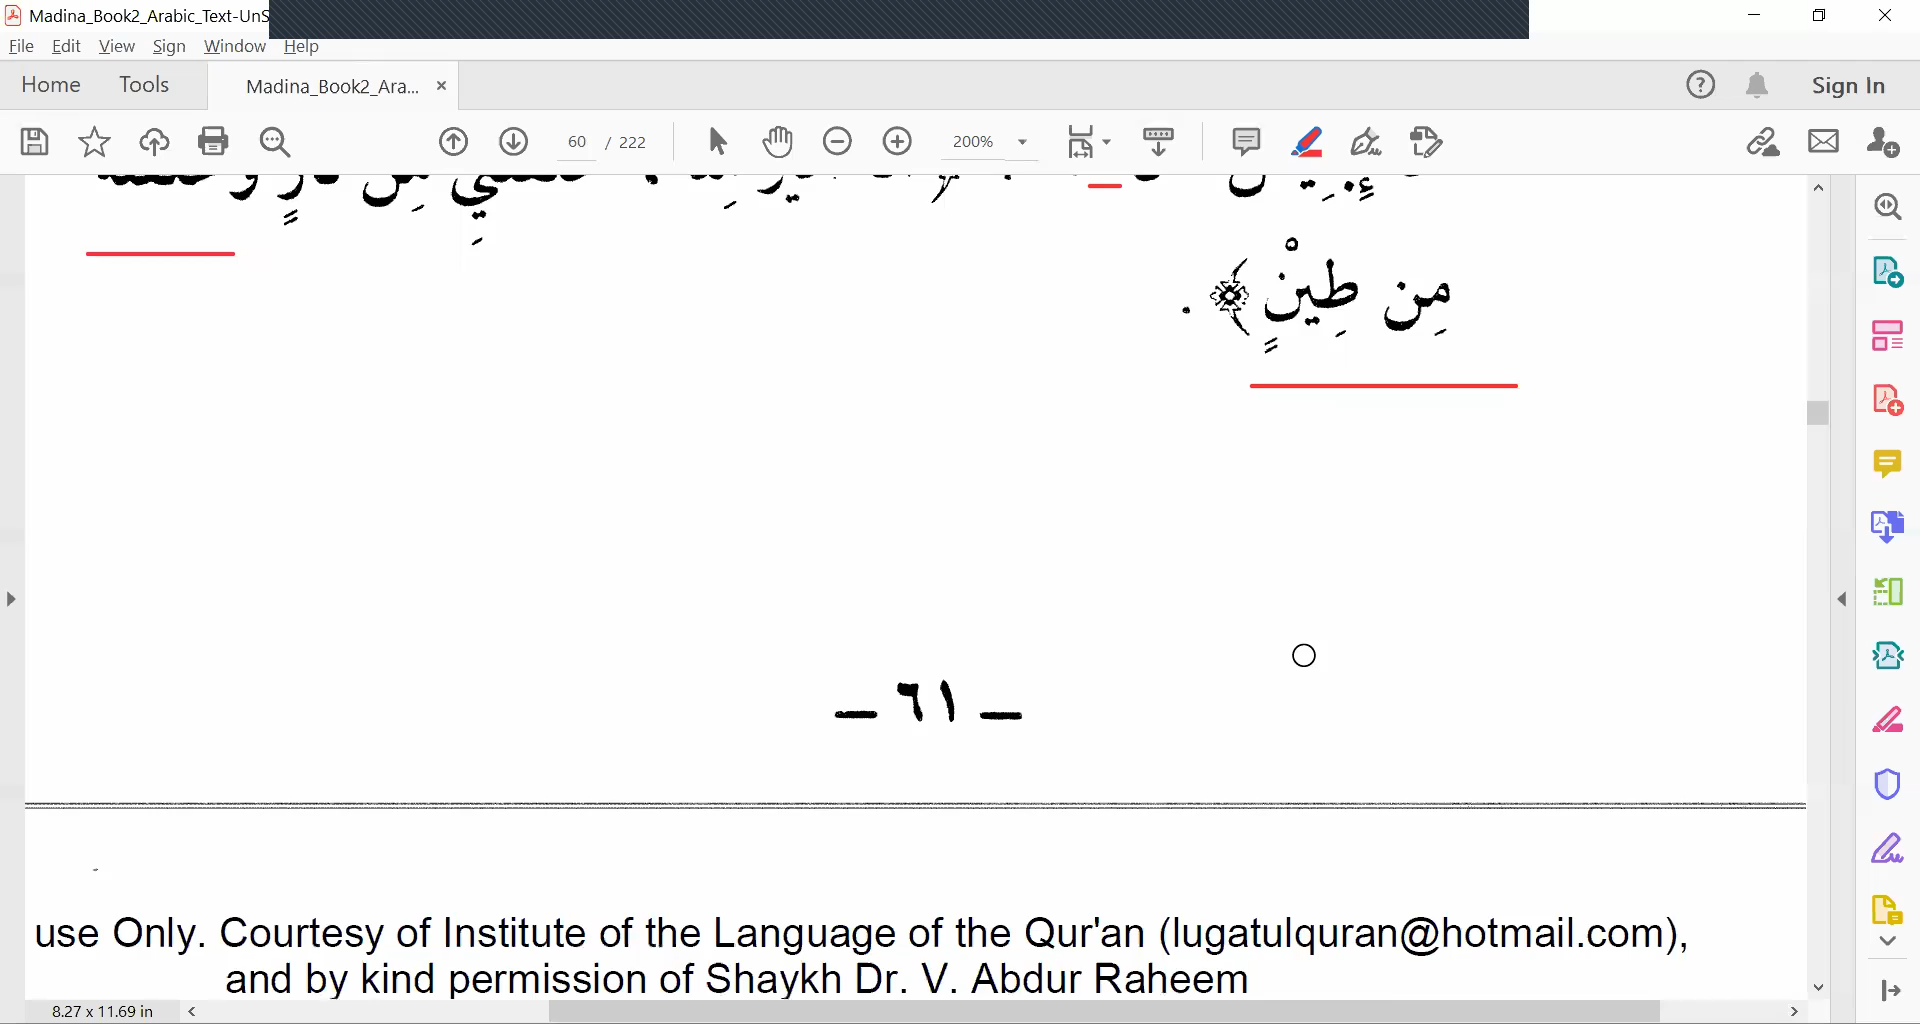 Madina_Book2_Arabic_Text-UnS
File Edit View Sign Window Help
Home Tools Madina_Book2_Ara... ×
Sign In
60 / 222 200%
مِن طِيْنٍ ﴾ .
— ٦١ —
use Only. Courtesy of Institute of the Language of the Qur'an (lugatulquran@hotmail.com),
and by kind permission of Shaykh Dr. V. Abdur Raheem
8.27 x 11.69 in